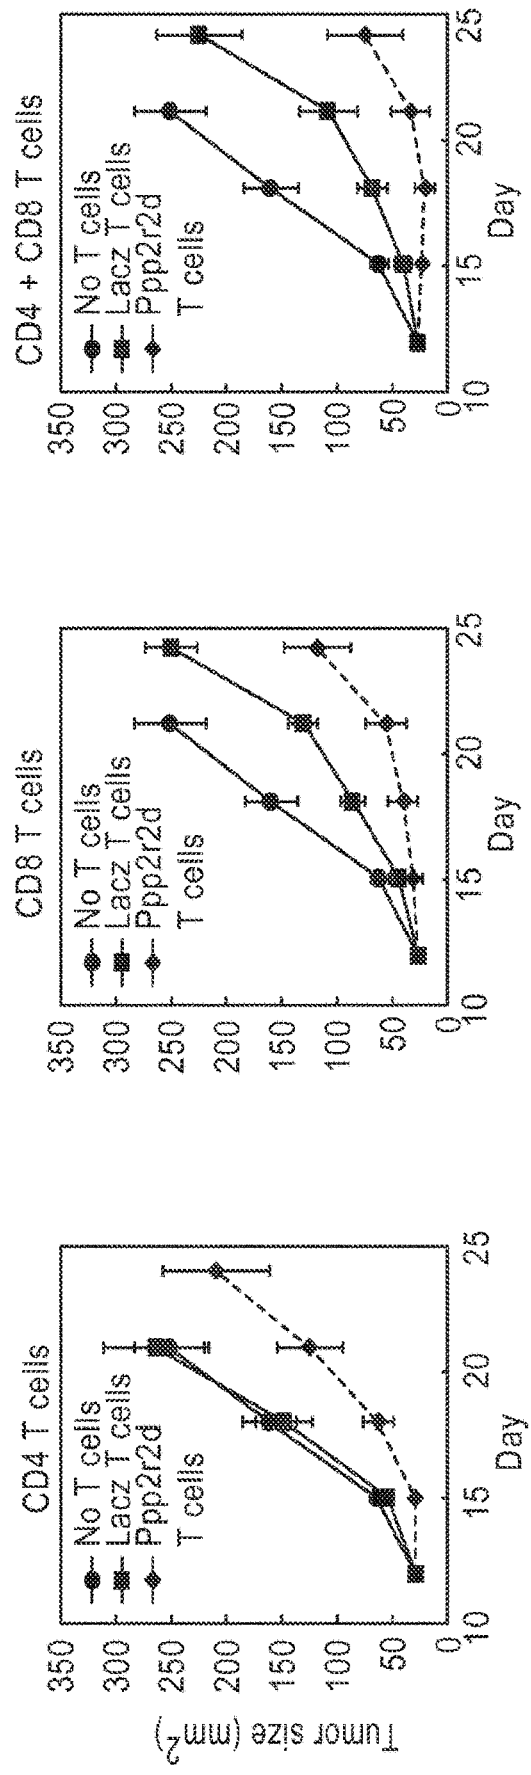 CD4 T cells
Tumor size (mm²)
350
300
250
200
150
100
50
0
No T cells
Lacz T cells
Ppp2r2d
T cells
10
15
20
25
Day
CD8 T cells
350
300
250
200
150
100
50
0
No T cells
Lacz T cells
Ppp2r2d
T cells
10
15
20
25
Day
CD4 + CD8 T cells
350
300
250
200
150
100
50
0
No T cells
Lacz T cells
Ppp2r2d
T cells
10
15
20
25
Day